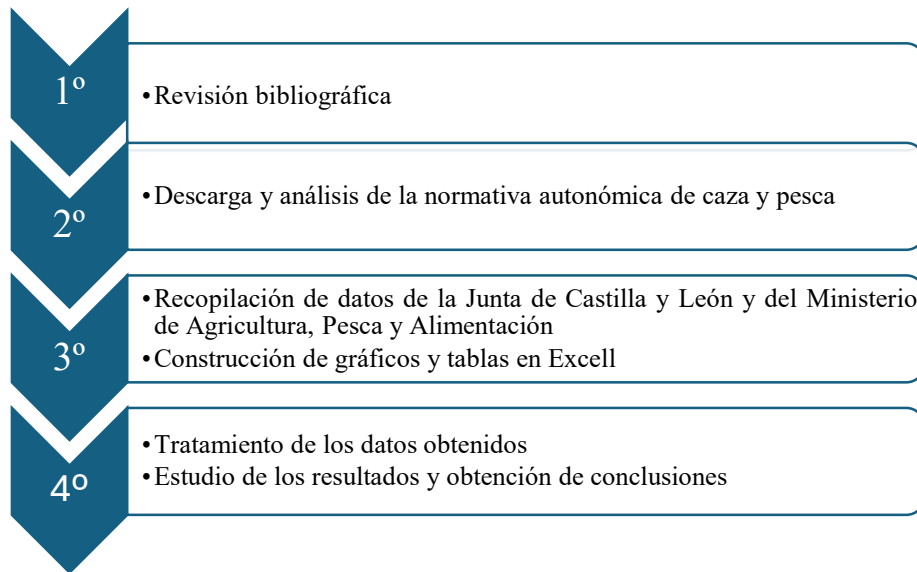 1º
•Revisión bibliográfica
2º
•Descarga y análisis de la normativa autonómica de caza y pesca
3º
•Recopilación de datos de la Junta de Castilla y León y del Ministerio
de Agricultura, Pesca y Alimentación
•Construcción de gráficos y tablas en Excell
4º
•Tratamiento de los datos obtenidos
•Estudio de los resultados y obtención de conclusiones